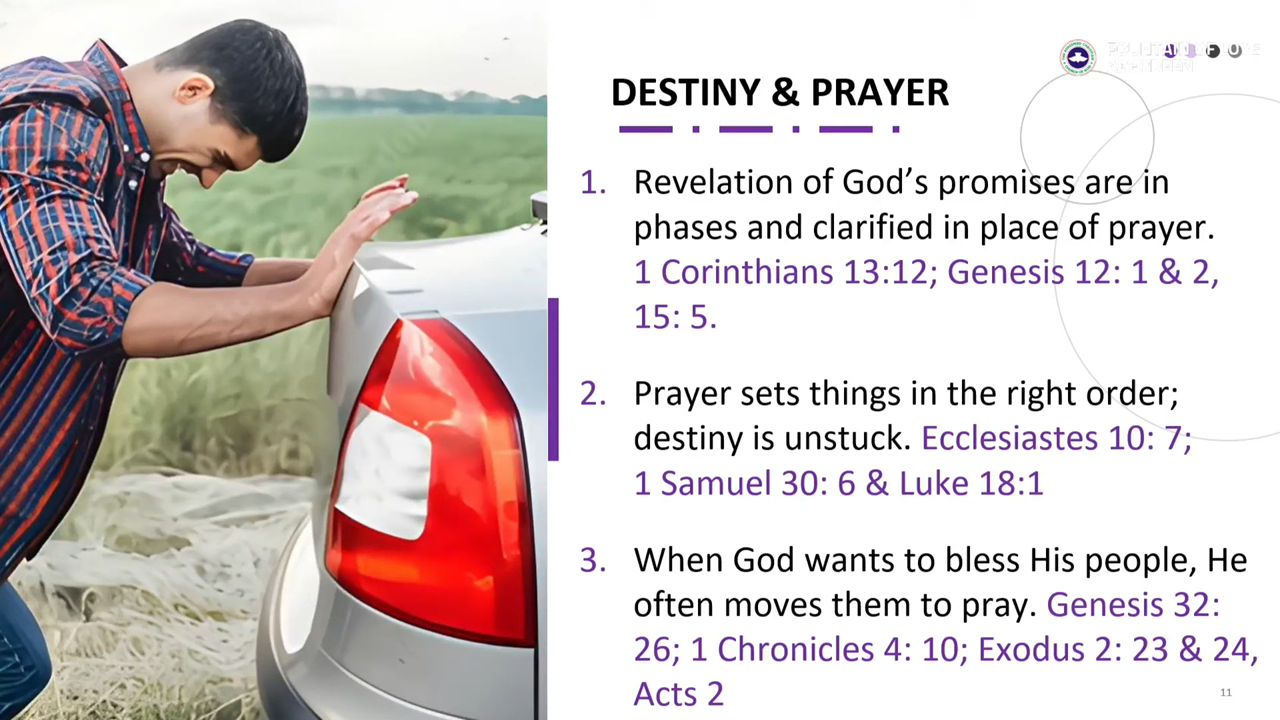 DESTINY & PRAYER
1. Revelation of God’s promises are in
phases and clarified in place of prayer.
1 Corinthians 13:12; Genesis 12: 1 & 2,
15: 5.
2. Prayer sets things in the right order;
destiny is unstuck. Ecclesiastes 10: 7;
1 Samuel 30: 6 & Luke 18:1
3. When God wants to bless His people, He
often moves them to pray. Genesis 32:
26; 1 Chronicles 4: 10; Exodus 2: 23 & 24,
Acts 2
11